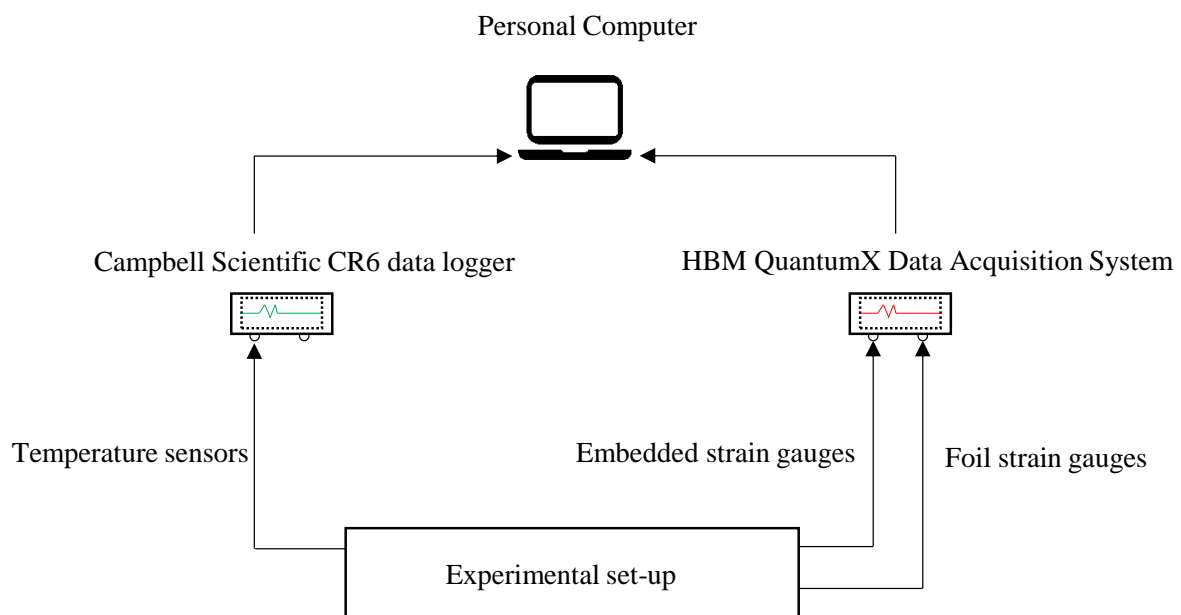 Personal Computer
Campbell Scientific CR6 data logger
HBM QuantumX Data Acquisition System
Temperature sensors
Embedded strain gauges
Foil strain gauges
Experimental set-up